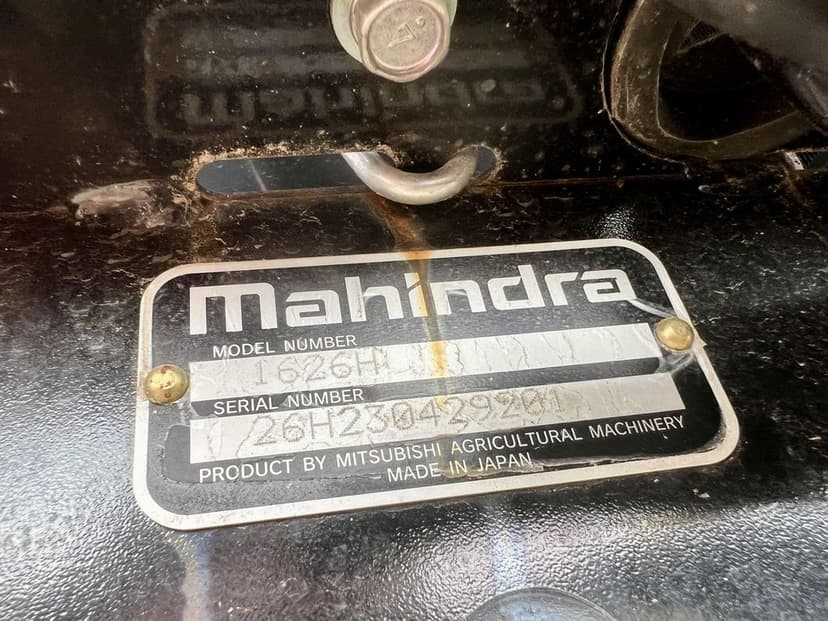 mahindra
MODEL NUMBER
1626H
SERIAL NUMBER
26H230429201
PRODUCT BY MITSUBISHI AGRICULTURAL MACHINERY
MADE IN JAPAN